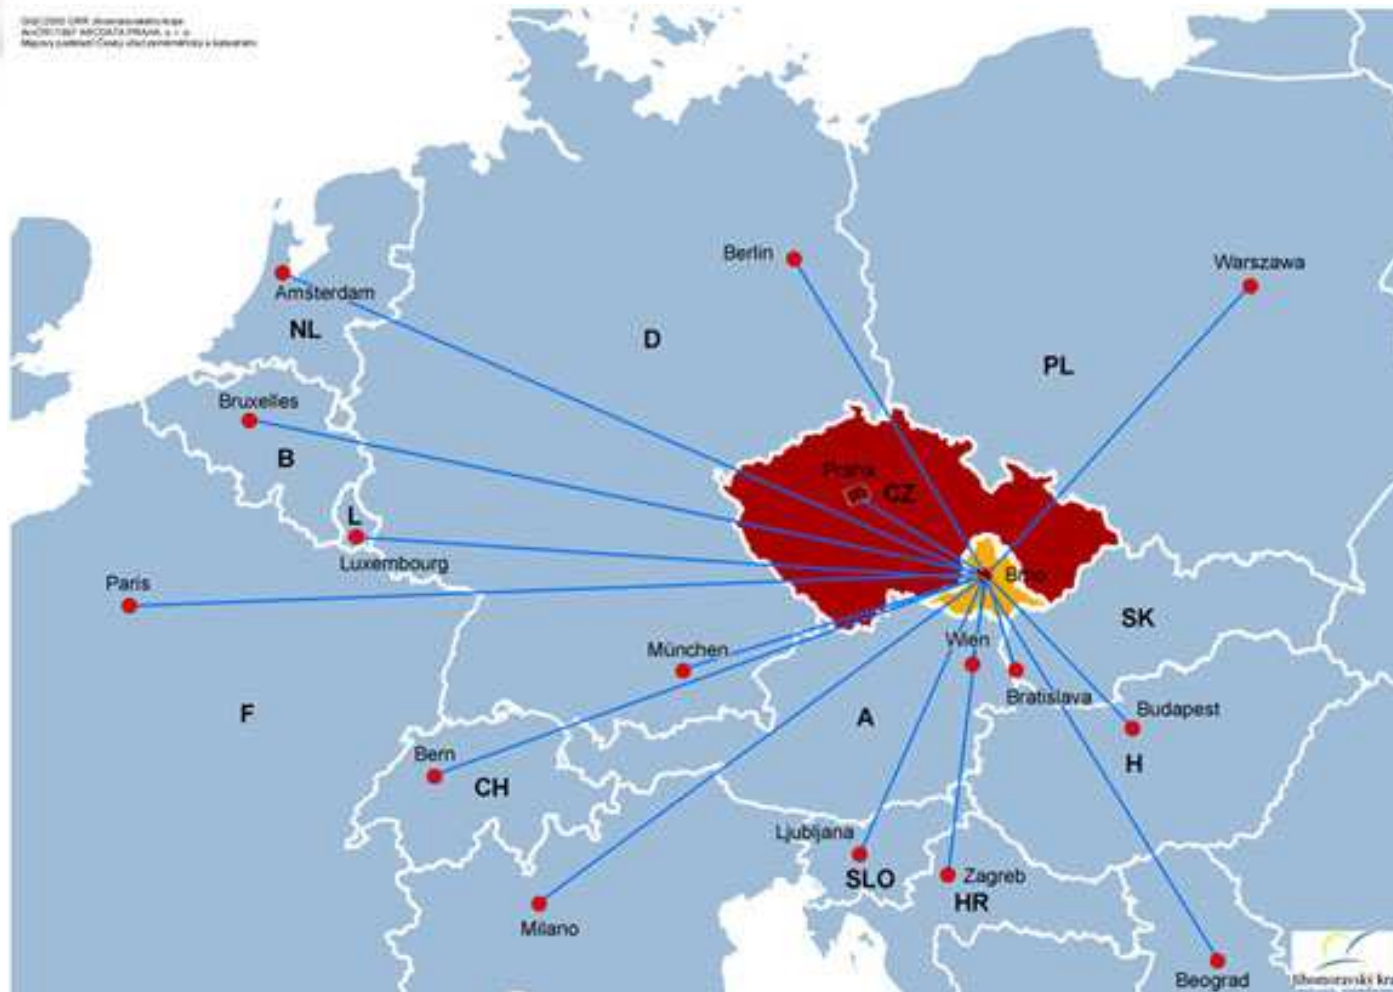 Berlin
Warszawa
Amsterdam
NL
D
PL
Bruxelles
B
Praha
CZ
L
Luxembourg
Brno
Paris
SK
Wien
München
Bratislava
Budapest
F
A
Bern
H
CH
Ljubljana
SLO
Zagreb
HR
Milano
Beograd
Jihomoravský